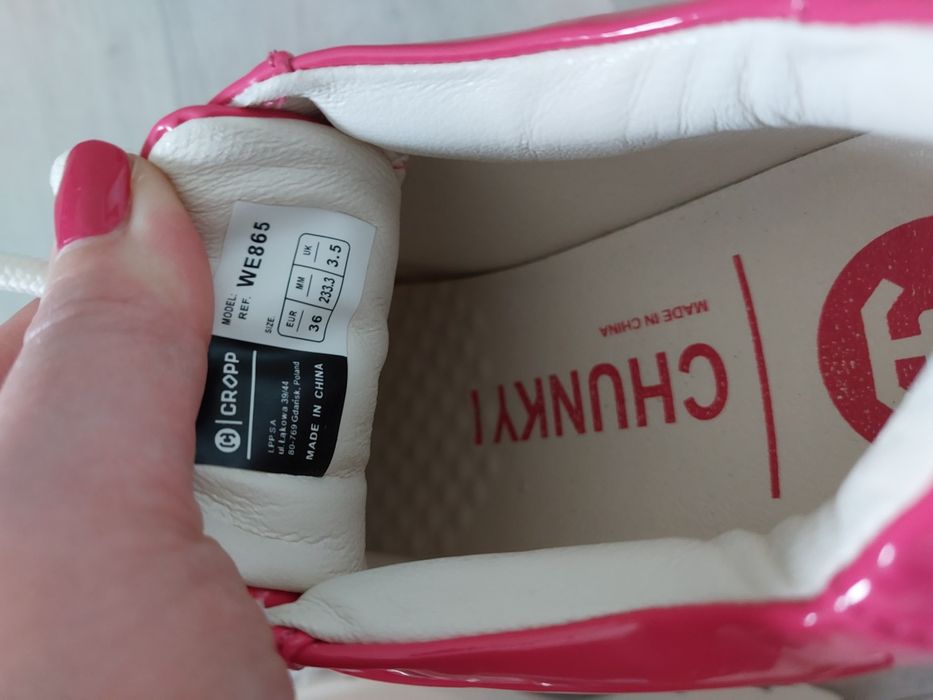 MODEL:
REF. WE865
SIZE
EUR MM UK
36 233.3 3.5
CROPP
LPP.S.A
ul. Łąkowa 39/44
80-769 Gdańsk, Poland
MADE IN CHINA
MADE IN CHINA
CHUNKY